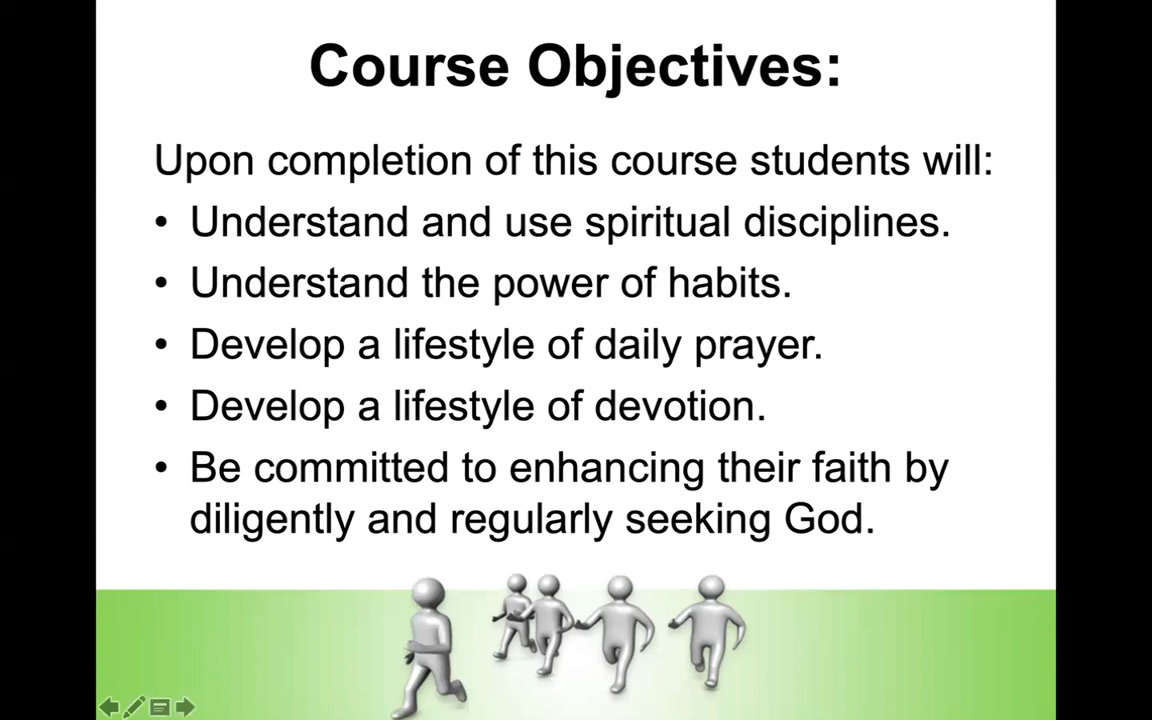 Course Objectives:
Upon completion of this course students will:
• Understand and use spiritual disciplines.
• Understand the power of habits.
• Develop a lifestyle of daily prayer.
• Develop a lifestyle of devotion.
• Be committed to enhancing their faith by
diligently and regularly seeking God.